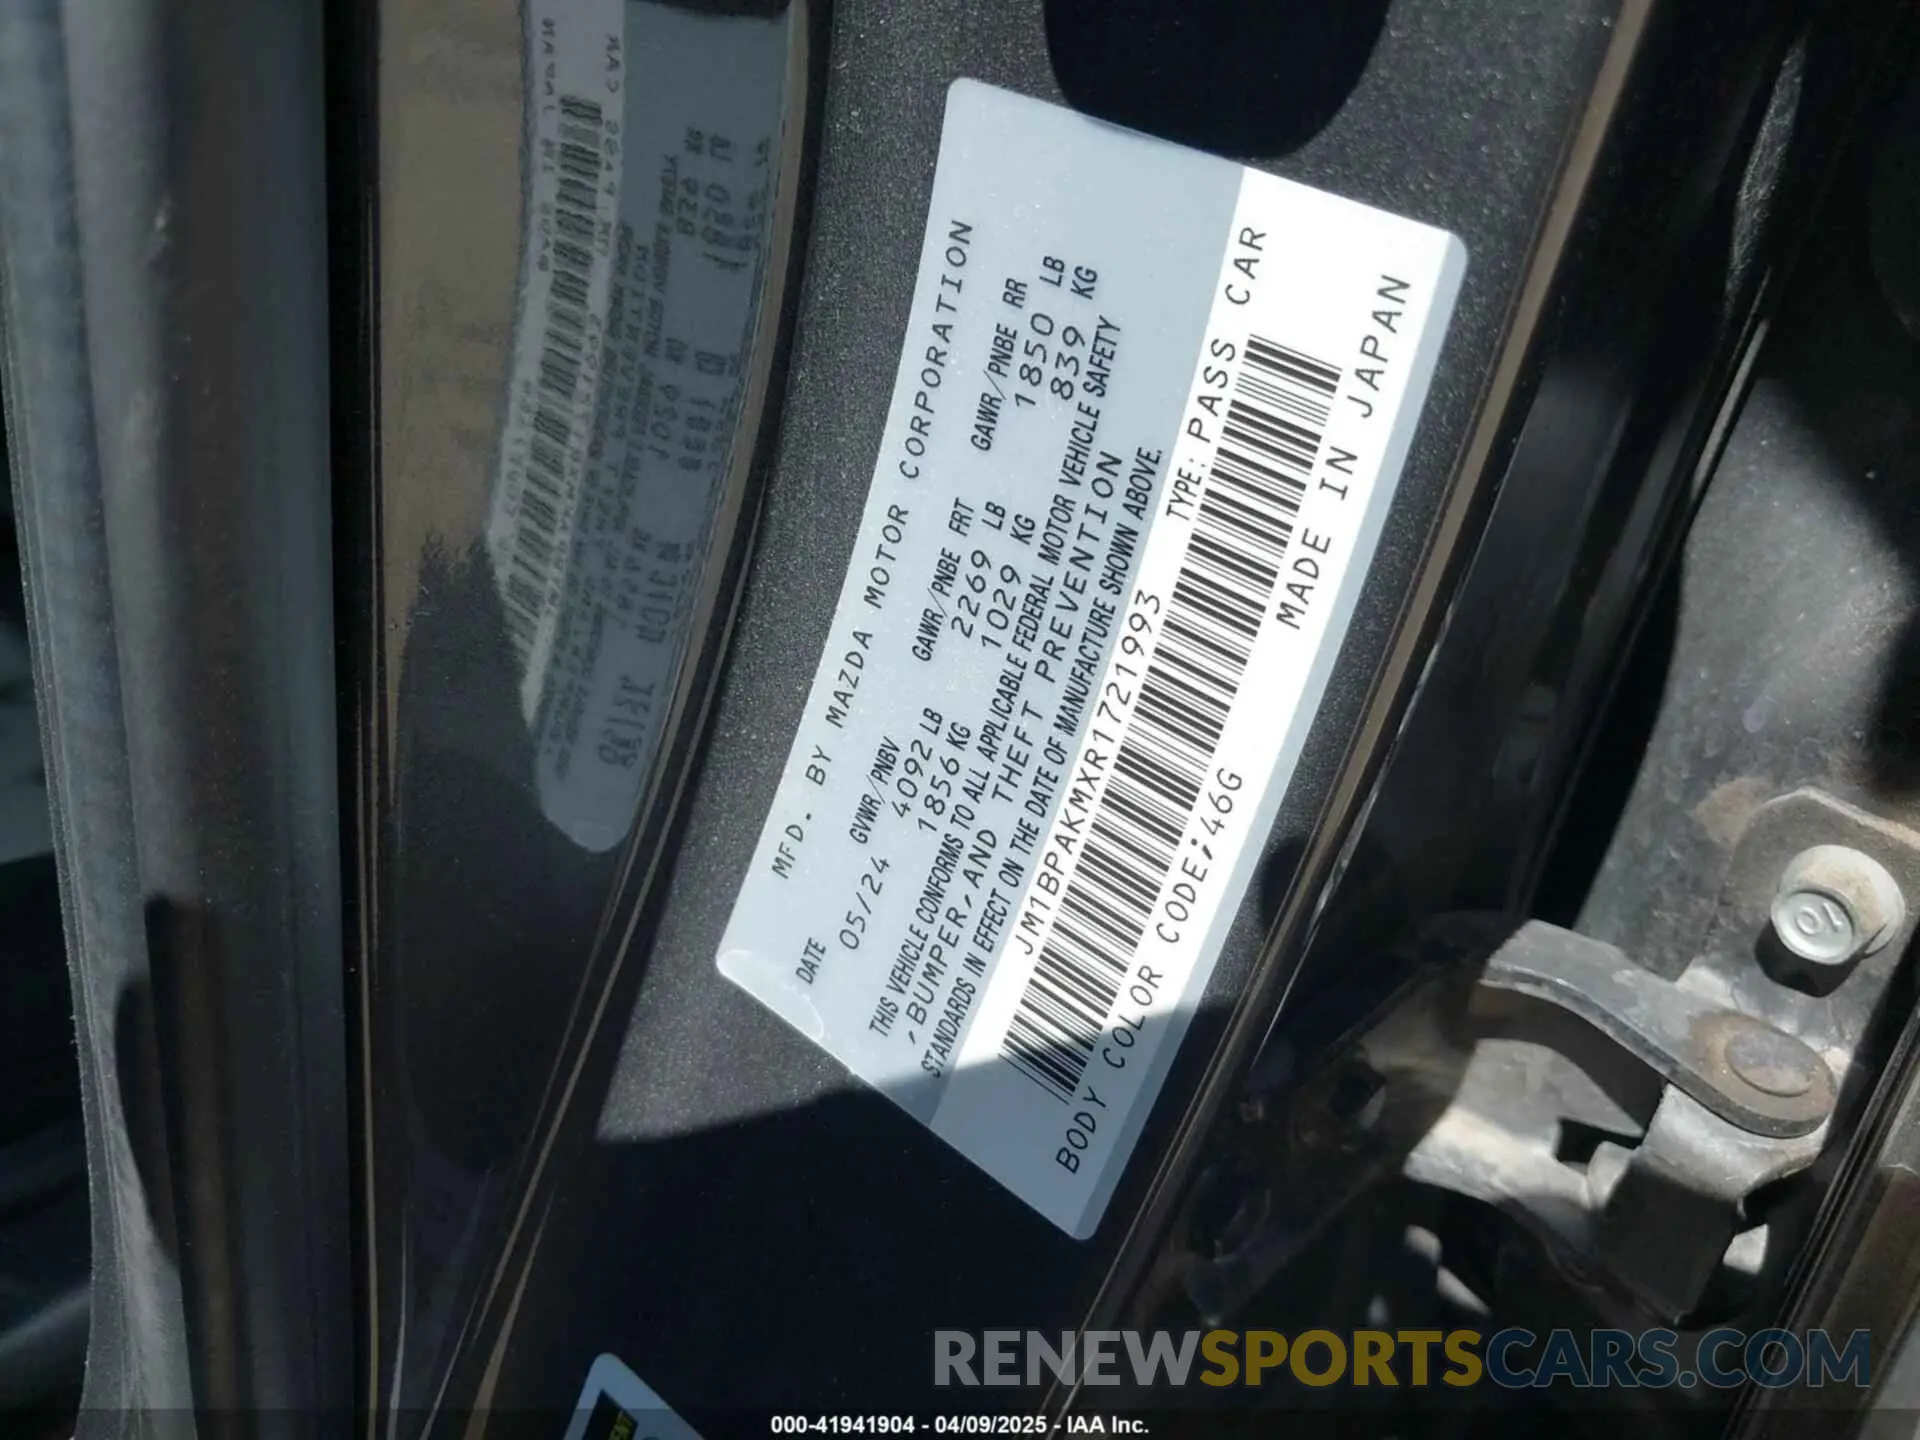 MFD. BY MAZDA MOTOR CORPORATION
DATE GVWR/PNBV GAWR/PNBE FRT GAWR/PNBE RR
05/24 4092 LB 2269 LB 1850 LB
1856 KG 1029 KG 839 KG
THIS VEHICLE CONFORMS TO ALL APPLICABLE FEDERAL MOTOR VEHICLE SAFETY
,BUMPER,AND THEFT PREVENTION
STANDARDS IN EFFECT ON THE DATE OF MANUFACTURE SHOWN ABOVE.
JM1BPAKMXR1721993 TYPE: PASS CAR
BODY COLOR CODE;46G MADE IN JAPAN
RENEWSPORTSCARS.COM
000-41941904 - 04/09/2025 - IAA Inc.